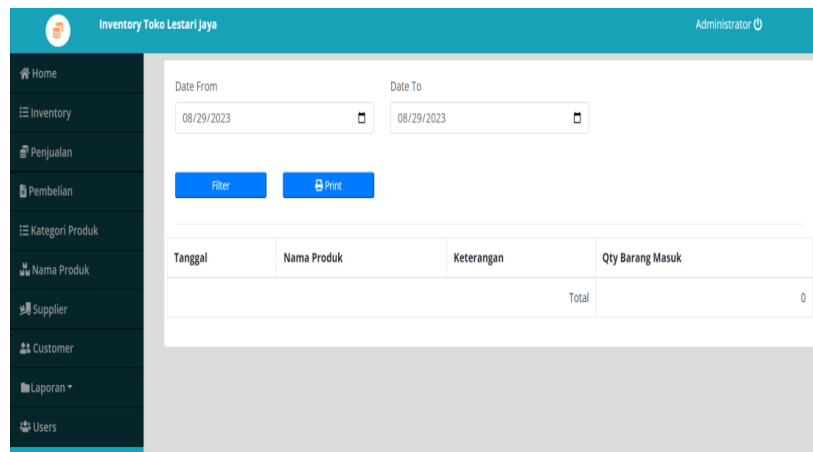 Inventory Toko Lestari Jaya
Administrator
Home
Inventory
Penjualan
Pembelian
Kategori Produk
Nama Produk
Supplier
Customer
Laporan
Users
Date From
Date To
08/29/2023
08/29/2023
Filter
Print
Tanggal Nama Produk Keterangan Qty Barang Masuk
Total 0